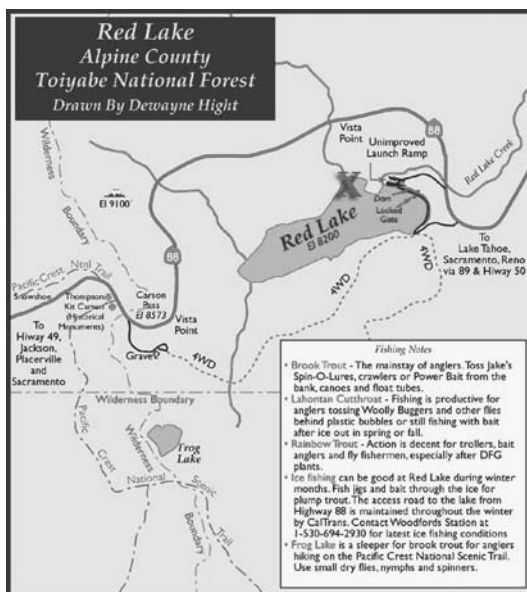 Red Lake
Alpine County
Toiyabe National Forest
Drawn By Dewayne Hight
Wilderness
Boundary
El 9100'
88
Vista
Point
88
Unimproved
Launch Ramp
Red Lake Creek
X
Dam
Locked
Gate
Red Lake
El 8200
To
Lake Tahoe,
Sacramento, Reno
via 89 & Hiway 50
4WD
4WD
Pacific Crest Ntnl Trail
Snowshoe
Thompson
Kit Carson
(Historical
Monuments)
Carson
Pass
El 8573
Vista
Point
To
Hiway 49,
Jackson,
Placerville
and
Sacramento
Grave
4WD
Wilderness Boundary
Pacific
Crest
National
Scenic
Trail
Wilderness
Boundary
Frog
Lake
Fishing Notes
• Brook Trout - The mainstay of anglers. Toss Jake's
Spin-O-Lures, crawlers or Power Bait from the
bank, canoes and float tubes.
• Lahontan Cutthroat - Fishing is productive for
anglers tossing Woolly Buggers and other flies
behind plastic bubbles or still fishing with bait
after ice out in spring or fall.
• Rainbow Trout - Action is decent for trollers, bait
anglers and fly fishermen, especially after DFG
plants.
• Ice fishing can be good at Red Lake during winter
months. Fish jigs and bait through the ice for
plump trout. The access road to the lake from
Highway 88 is maintained throughout the winter
by CalTrans. Contact Woodfords Station at
1-530-694-2930 for latest ice fishing conditions
• Frog Lake is a sleeper for brook trout for anglers
hiking on the Pacific Crest National Scenic Trail.
Use small dry flies, nymphs and spinners.